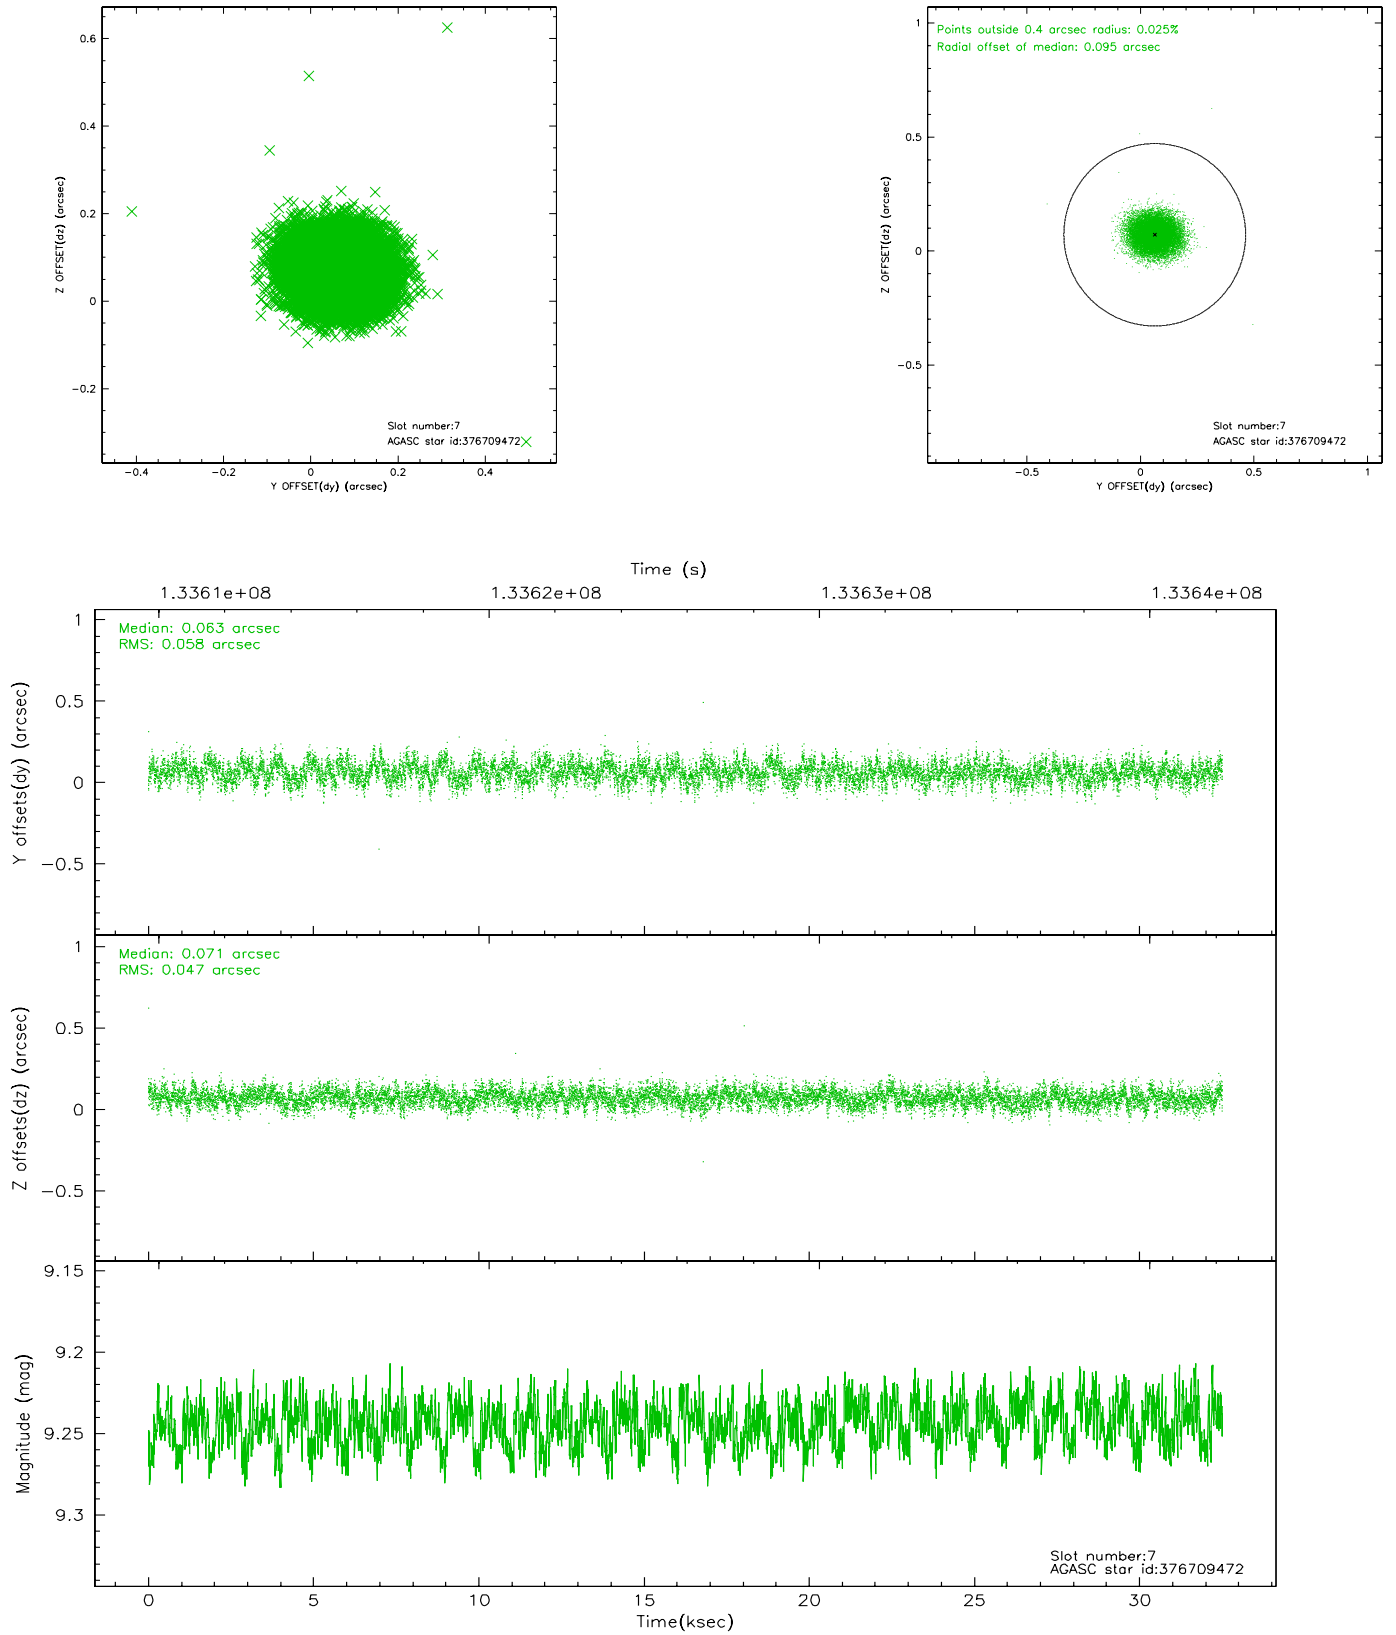 0.6
0.4
0.2
0
−0.2
−0.4
−0.2
0
0.2
0.4
Z OFFSET(dz) (arcsec)
Y OFFSET(dy) (arcsec)
Slot number:7
AGASC star id:376709472
Points outside 0.4 arcsec radius: 0.025%
Radial offset of median: 0.095 arcsec
1
0.5
0
−0.5
−0.5
0
0.5
1
Z OFFSET(dz) (arcsec)
Y OFFSET(dy) (arcsec)
Slot number:7
AGASC star id:376709472
Time (s)
1.3361e+08
1.3362e+08
1.3363e+08
1.3364e+08
Median: 0.063 arcsec
RMS: 0.058 arcsec
1
0.5
0
−0.5
Y offsets(dy) (arcsec)
Median: 0.071 arcsec
RMS: 0.047 arcsec
1
0.5
0
−0.5
Z offsets(dz) (arcsec)
9.15
9.2
9.25
9.3
Magnitude (mag)
Slot number:7
AGASC star id:376709472
0
5
10
15
20
25
30
Time(ksec)